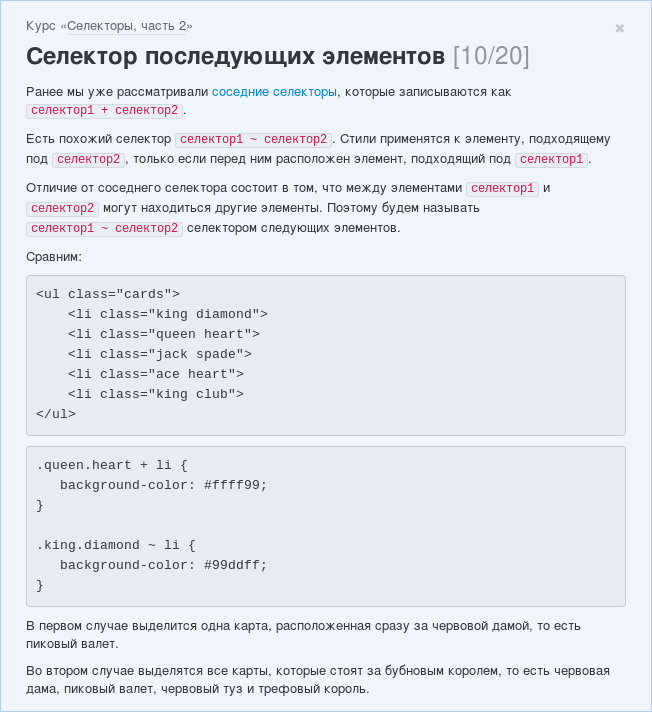 Курс «Селекторы, часть 2»
×
Селектор последующих элементов [10/20]
Ранее мы уже рассматривали соседние селекторы, которые записываются как
селектор1 + селектор2.
Есть похожий селектор селектор1 ~ селектор2. Стили применятся к элементу, подходящему
под селектор2, только если перед ним расположен элемент, подходящий под селектор1.
Отличие от соседнего селектора состоит в том, что между элементами селектор1 и
селектор2 могут находиться другие элементы. Поэтому будем называть
селектор1 ~ селектор2 селектором следующих элементов.
Сравним:
<ul class="cards">
    <li class="king diamond">
    <li class="queen heart">
    <li class="jack spade">
    <li class="ace heart">
    <li class="king club">
</ul>
.queen.heart + li {
   background-color: #ffff99;
}

.king.diamond ~ li {
   background-color: #99ddff;
}
В первом случае выделится одна карта, расположенная сразу за червовой дамой, то есть
пиковый валет.
Во втором случае выделятся все карты, которые стоят за бубновым королем, то есть червовая
дама, пиковый валет, червовый туз и трефовый король.